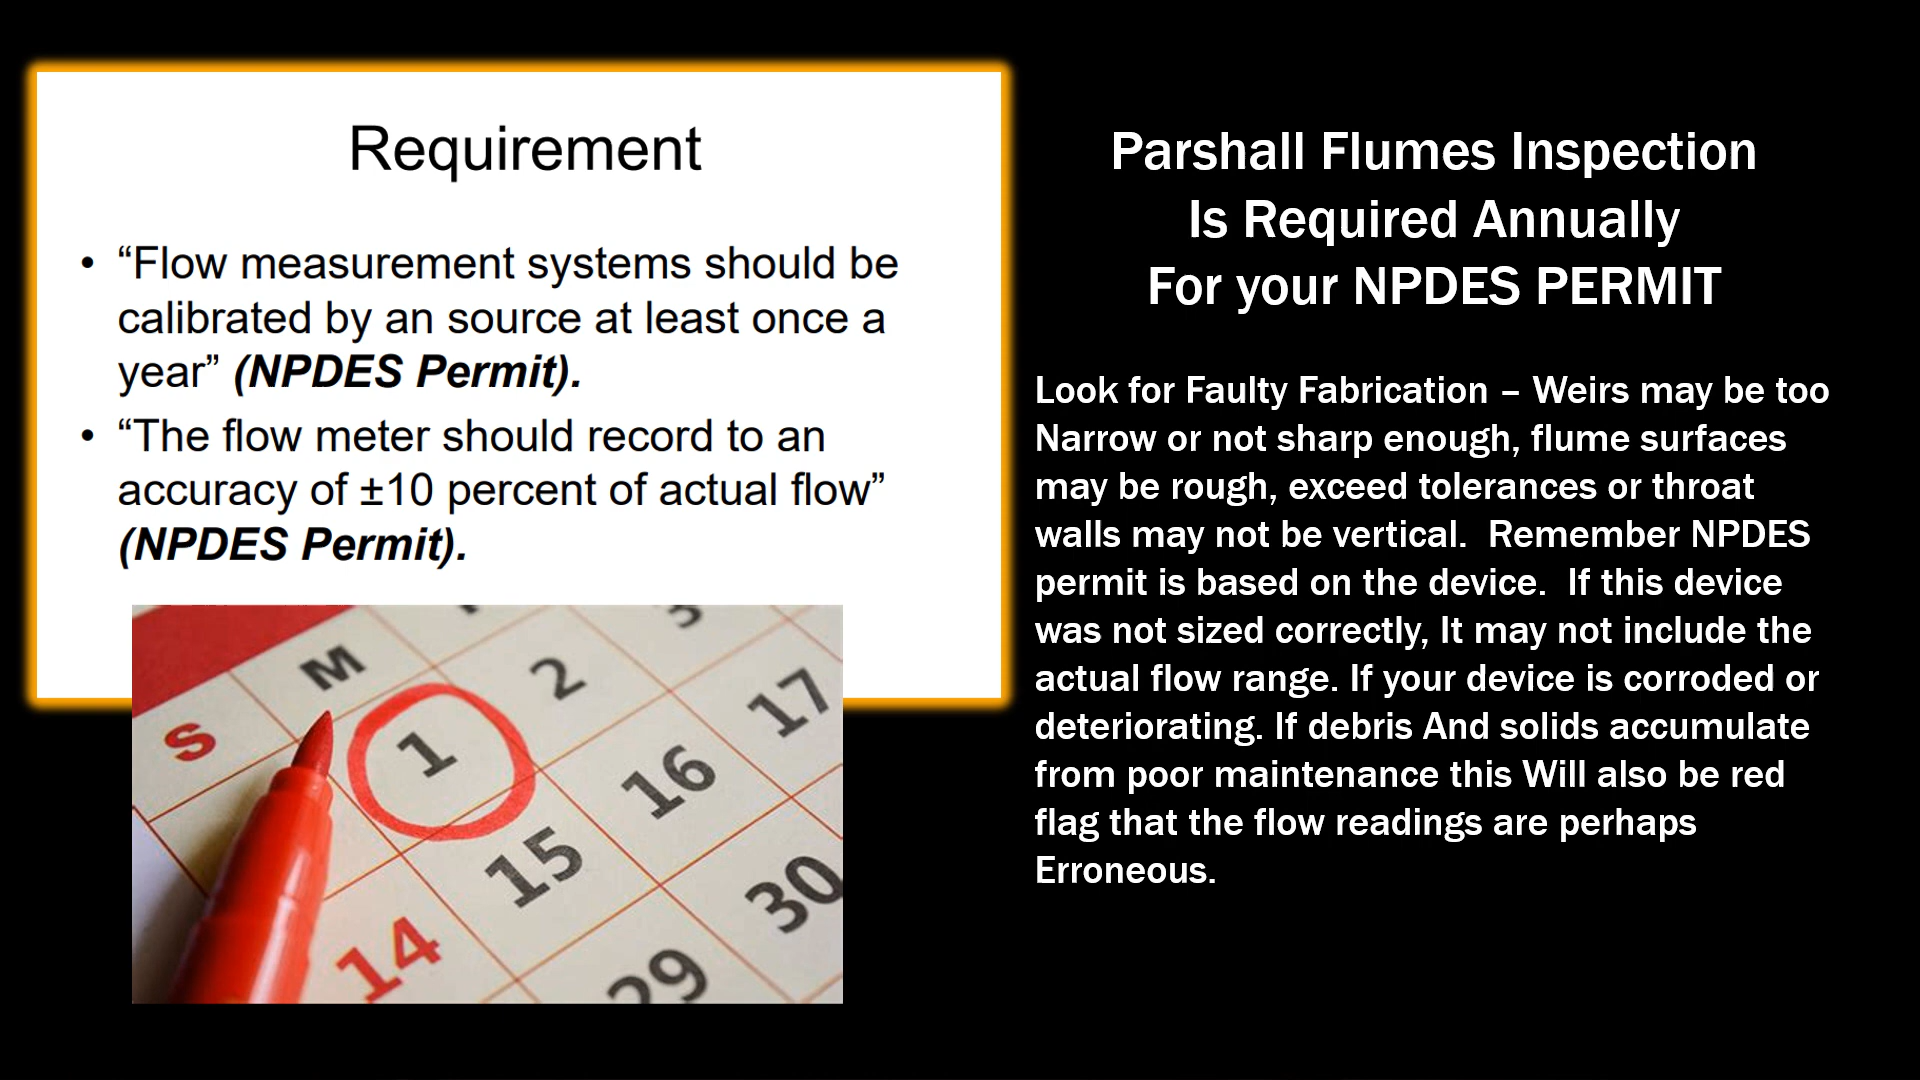 Requirement
• “Flow measurement systems should be
calibrated by an source at least once a
year” (NPDES Permit).
• “The flow meter should record to an
accuracy of ±10 percent of actual flow”
(NPDES Permit).
M
3
2
17
S
1
16
15
30
14
29
Parshall Flumes Inspection
Is Required Annually
For your NPDES PERMIT
Look for Faulty Fabrication – Weirs may be too
Narrow or not sharp enough, flume surfaces
may be rough, exceed tolerances or throat
walls may not be vertical.  Remember NPDES
permit is based on the device.  If this device
was not sized correctly, It may not include the
actual flow range. If your device is corroded or
deteriorating. If debris And solids accumulate
from poor maintenance this Will also be red
flag that the flow readings are perhaps
Erroneous.